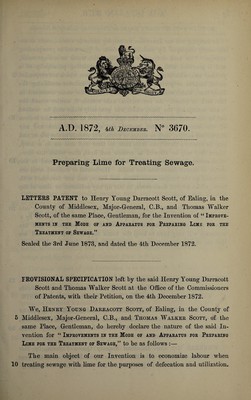 A.D. 1872, 4th December. N° 3670.
Preparing Lime for Treating Sewage.
LETTERS PATENT to Henry Young Darracott Scott, of Ealing, in the
County of Middlesex, Major-General, C.B., and Thomas Walker
Scott, of the same Place, Gentleman, for the Invention of "Improve-
ments in the Mode of and Apparatus for Preparing Lime for the
Treatment of Sewage."
Sealed the 3rd June 1873, and dated the 4th December 1872.
PROVISIONAL SPECIFICATION left by the said Henry Young Darracott
Scott and Thomas Walker Scott at the Office of the Commissioners
of Patents, with their Petition, on the 4th December 1872.
We, Henry Young Darracott Scott, of Ealing, in the County of
5 Middlesex, Major-General, C.B., and Thomas Walker Scott, of the
same Place, Gentleman, do hereby declare the nature of the said In-
vention for "Improvements in the Mode of and Apparatus for Preparing
Lime for the Treatment of Sewage," to be as follows:—
The main object of our Invention is to economise labour when
10 treating sewage with lime for the purposes of defecation and utilization.